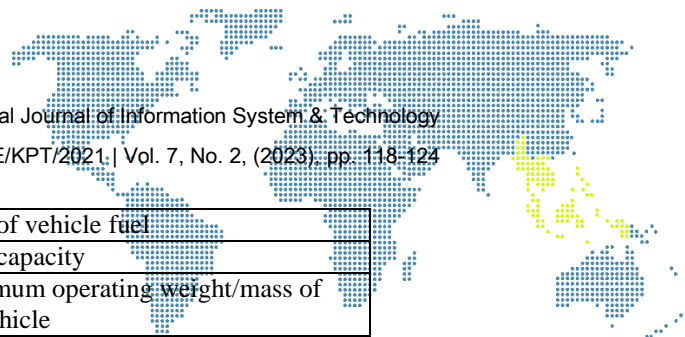 al Journal of Information System & Technology
E/KPT/2021 | Vol. 7, No. 2, (2023), pp. 118-124
of vehicle fuel
capacity
mum operating weight/mass of
hicle